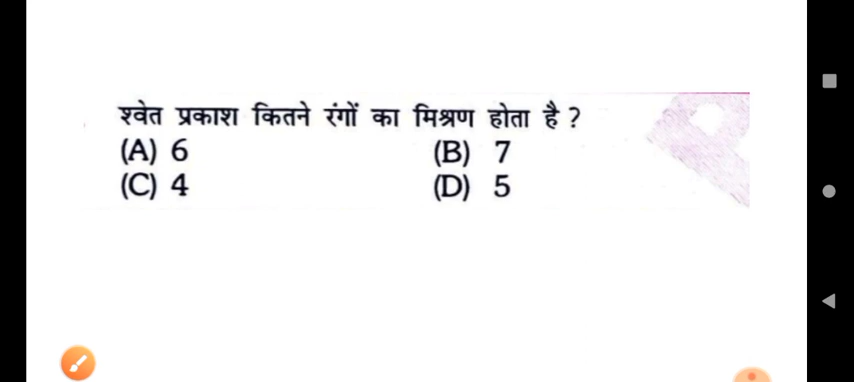 श्वेत प्रकाश कितने रंगों का मिश्रण होता है ?
(A) 6 (B) 7
(C) 4 (D) 5